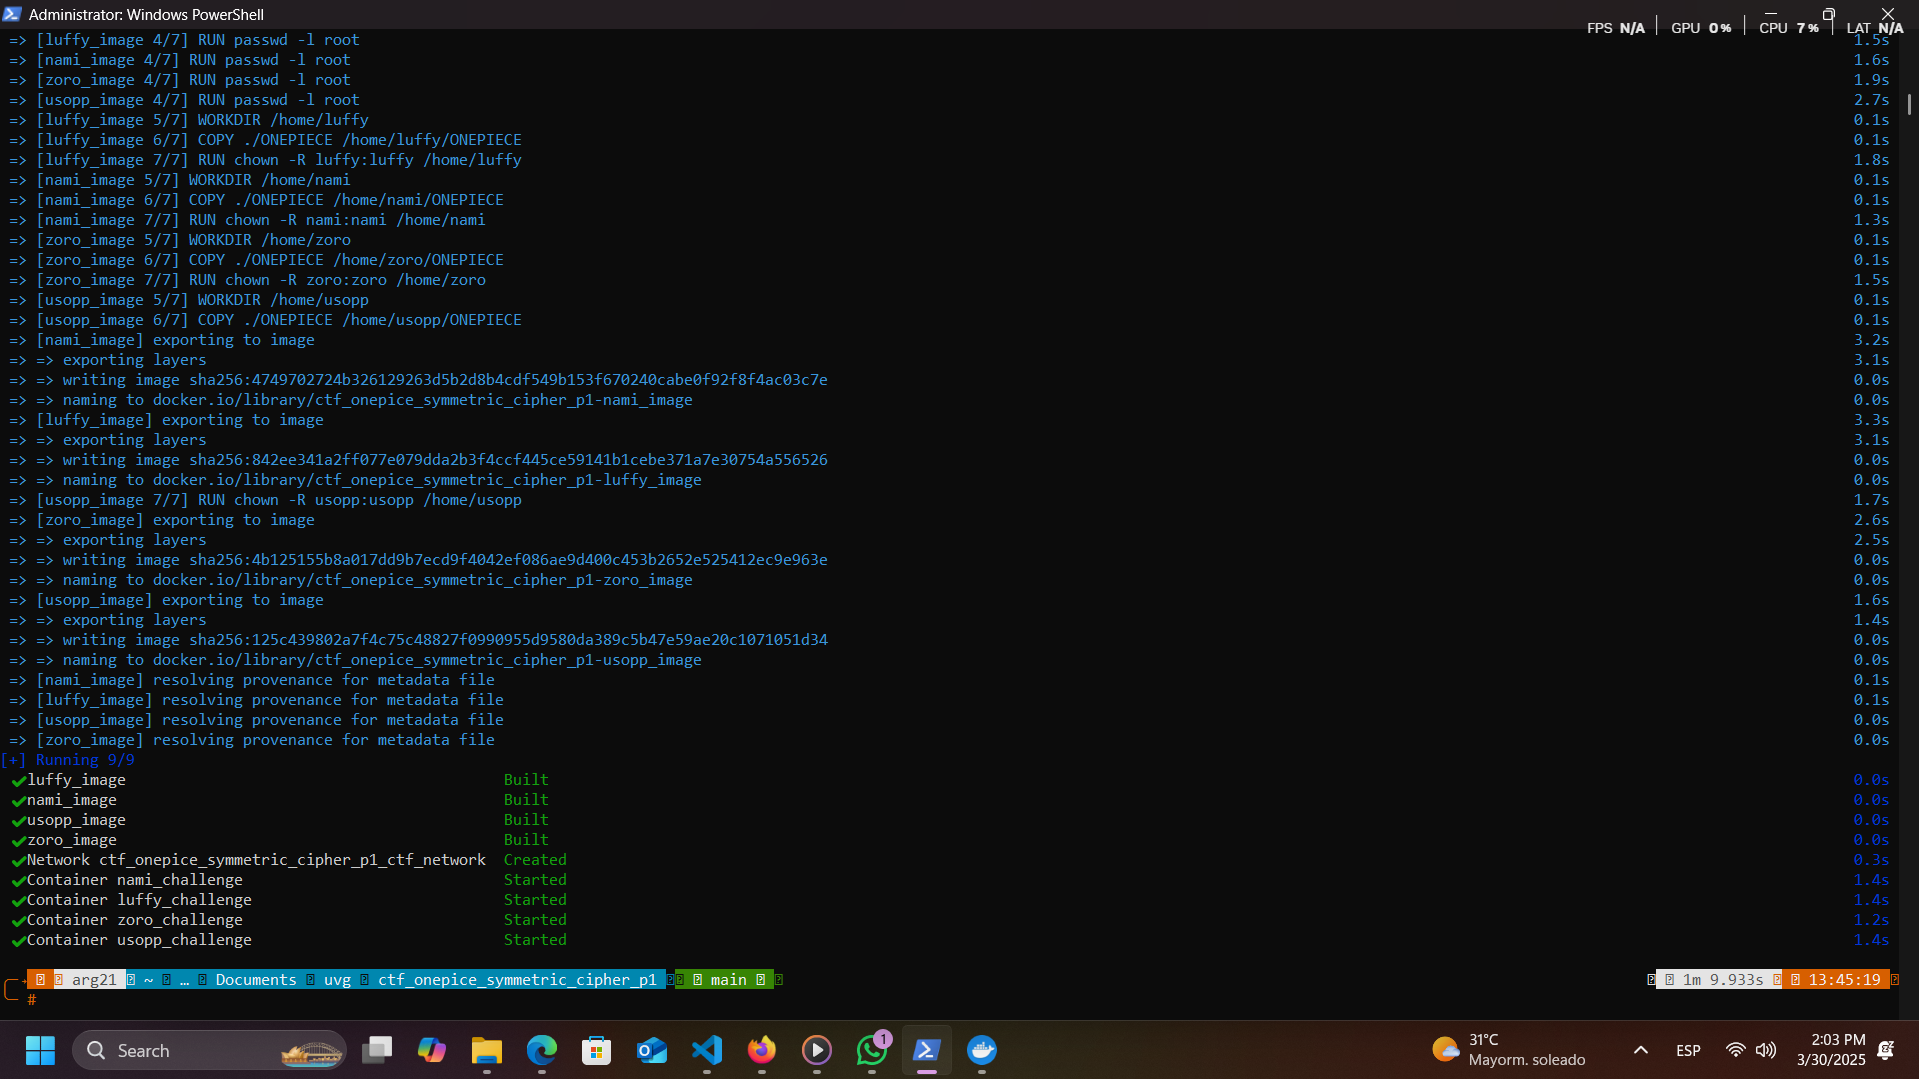 Administrator: Windows PowerShell
FPS N/A GPU 0% CPU 7% LAT N/A
=> [luffy_image 4/7] RUN passwd -l root 1.5s
=> [nami_image 4/7] RUN passwd -l root 1.6s
=> [zoro_image 4/7] RUN passwd -l root 1.9s
=> [usopp_image 4/7] RUN passwd -l root 2.7s
=> [luffy_image 5/7] WORKDIR /home/luffy 0.1s
=> [luffy_image 6/7] COPY ./ONEPIECE /home/luffy/ONEPIECE 0.1s
=> [luffy_image 7/7] RUN chown -R luffy:luffy /home/luffy 1.8s
=> [nami_image 5/7] WORKDIR /home/nami 0.1s
=> [nami_image 6/7] COPY ./ONEPIECE /home/nami/ONEPIECE 0.1s
=> [nami_image 7/7] RUN chown -R nami:nami /home/nami 1.3s
=> [zoro_image 5/7] WORKDIR /home/zoro 0.1s
=> [zoro_image 6/7] COPY ./ONEPIECE /home/zoro/ONEPIECE 0.1s
=> [zoro_image 7/7] RUN chown -R zoro:zoro /home/zoro 1.5s
=> [usopp_image 5/7] WORKDIR /home/usopp 0.1s
=> [usopp_image 6/7] COPY ./ONEPIECE /home/usopp/ONEPIECE 0.1s
=> [nami_image] exporting to image 3.2s
=> => exporting layers 3.1s
=> => writing image sha256:4749702724b326129263d5b2d8b4cdf549b153f670240cabe0f92f8f4ac03c7e 0.0s
=> => naming to docker.io/library/ctf_onepice_symmetric_cipher_p1-nami_image 0.0s
=> [luffy_image] exporting to image 3.3s
=> => exporting layers 3.1s
=> => writing image sha256:842ee341a2ff077e079dda2b3f4ccf445ce59141b1cebe371a7e30754a556526 0.0s
=> => naming to docker.io/library/ctf_onepice_symmetric_cipher_p1-luffy_image 0.0s
=> [usopp_image 7/7] RUN chown -R usopp:usopp /home/usopp 1.7s
=> [zoro_image] exporting to image 2.6s
=> => exporting layers 2.5s
=> => writing image sha256:4b125155b8a017dd9b7ecd9f4042ef086ae9d400c453b2652e525412ec9e963e 0.0s
=> => naming to docker.io/library/ctf_onepice_symmetric_cipher_p1-zoro_image 0.0s
=> [usopp_image] exporting to image 1.6s
=> => exporting layers 1.4s
=> => writing image sha256:125c439802a7f4c75c48827f0990955d9580da389c5b47e59ae20c1071051d34 0.0s
=> => naming to docker.io/library/ctf_onepice_symmetric_cipher_p1-usopp_image 0.0s
=> [nami_image] resolving provenance for metadata file 0.1s
=> [luffy_image] resolving provenance for metadata file 0.1s
=> [usopp_image] resolving provenance for metadata file 0.0s
=> [zoro_image] resolving provenance for metadata file 0.0s
[+] Running 9/9
✔luffy_image Built 0.0s
✔nami_image Built 0.0s
✔usopp_image Built 0.0s
✔zoro_image Built 0.0s
✔Network ctf_onepice_symmetric_cipher_p1_ctf_network Created 0.3s
✔Container nami_challenge Started 1.4s
✔Container luffy_challenge Started 1.4s
✔Container zoro_challenge Started 1.2s
✔Container usopp_challenge Started 1.4s
arg21 ~ … Documents uvg ctf_onepice_symmetric_cipher_p1 main 1m 9.933s 13:45:19
#
Search
1
31°C
Mayorm. soleado
ESP
2:03 PM
3/30/2025